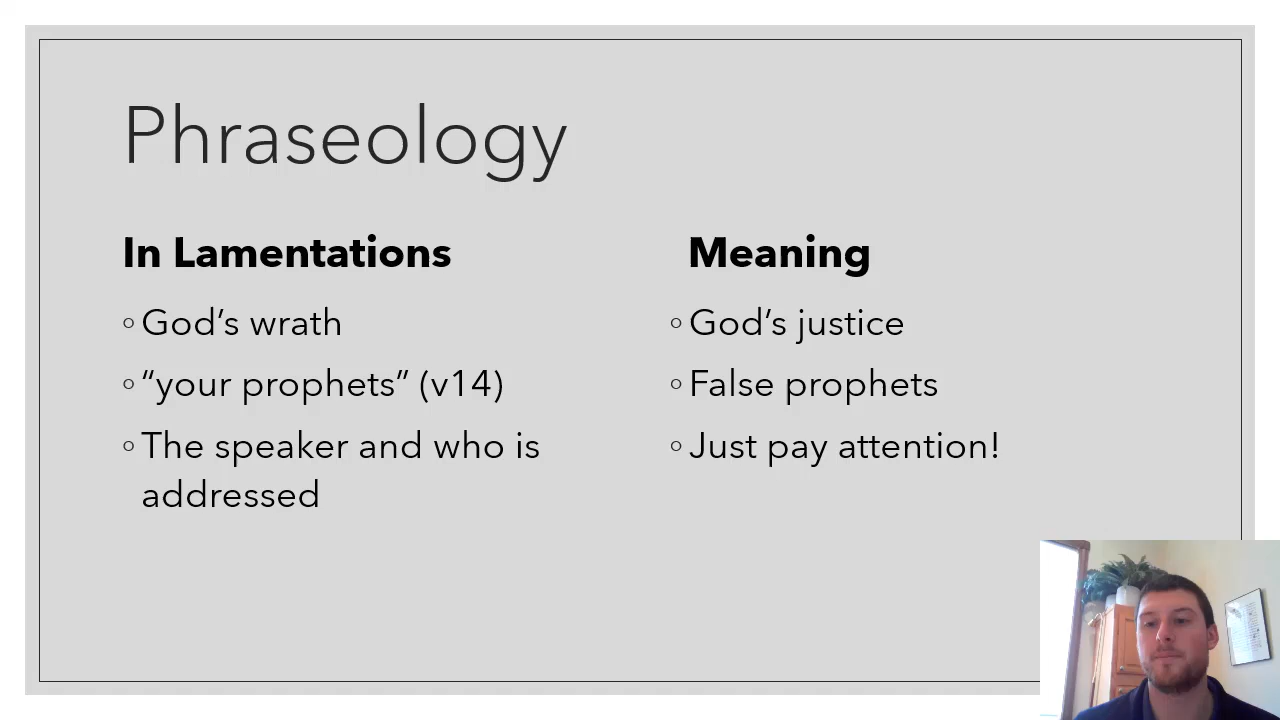 Phraseology
In Lamentations
◦ God’s wrath
◦ “your prophets” (v14)
◦ The speaker and who is
addressed
Meaning
◦ God’s justice
◦ False prophets
◦ Just pay attention!